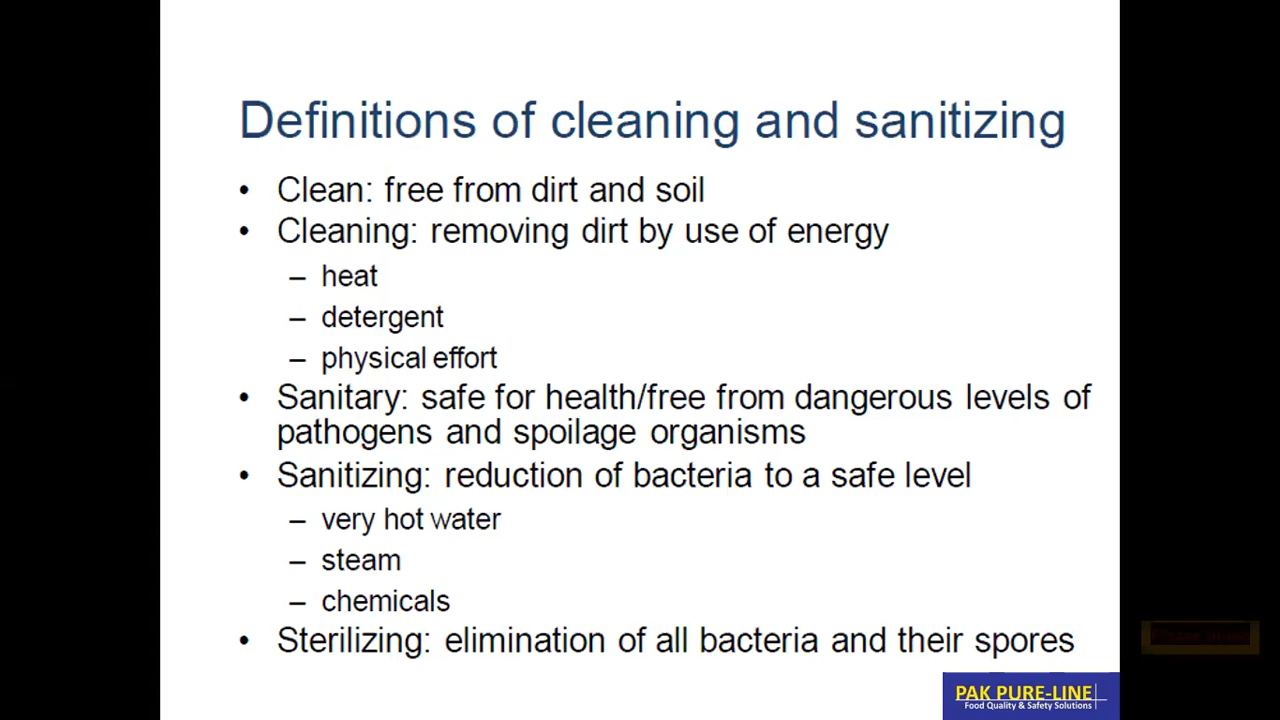 Definitions of cleaning and sanitizing
• Clean: free from dirt and soil
• Cleaning: removing dirt by use of energy
– heat
– detergent
– physical effort
• Sanitary: safe for health/free from dangerous levels of
pathogens and spoilage organisms
• Sanitizing: reduction of bacteria to a safe level
– very hot water
– steam
– chemicals
• Sterilizing: elimination of all bacteria and their spores
PAK PURE-LINE
Food Quality & Safety Solutions